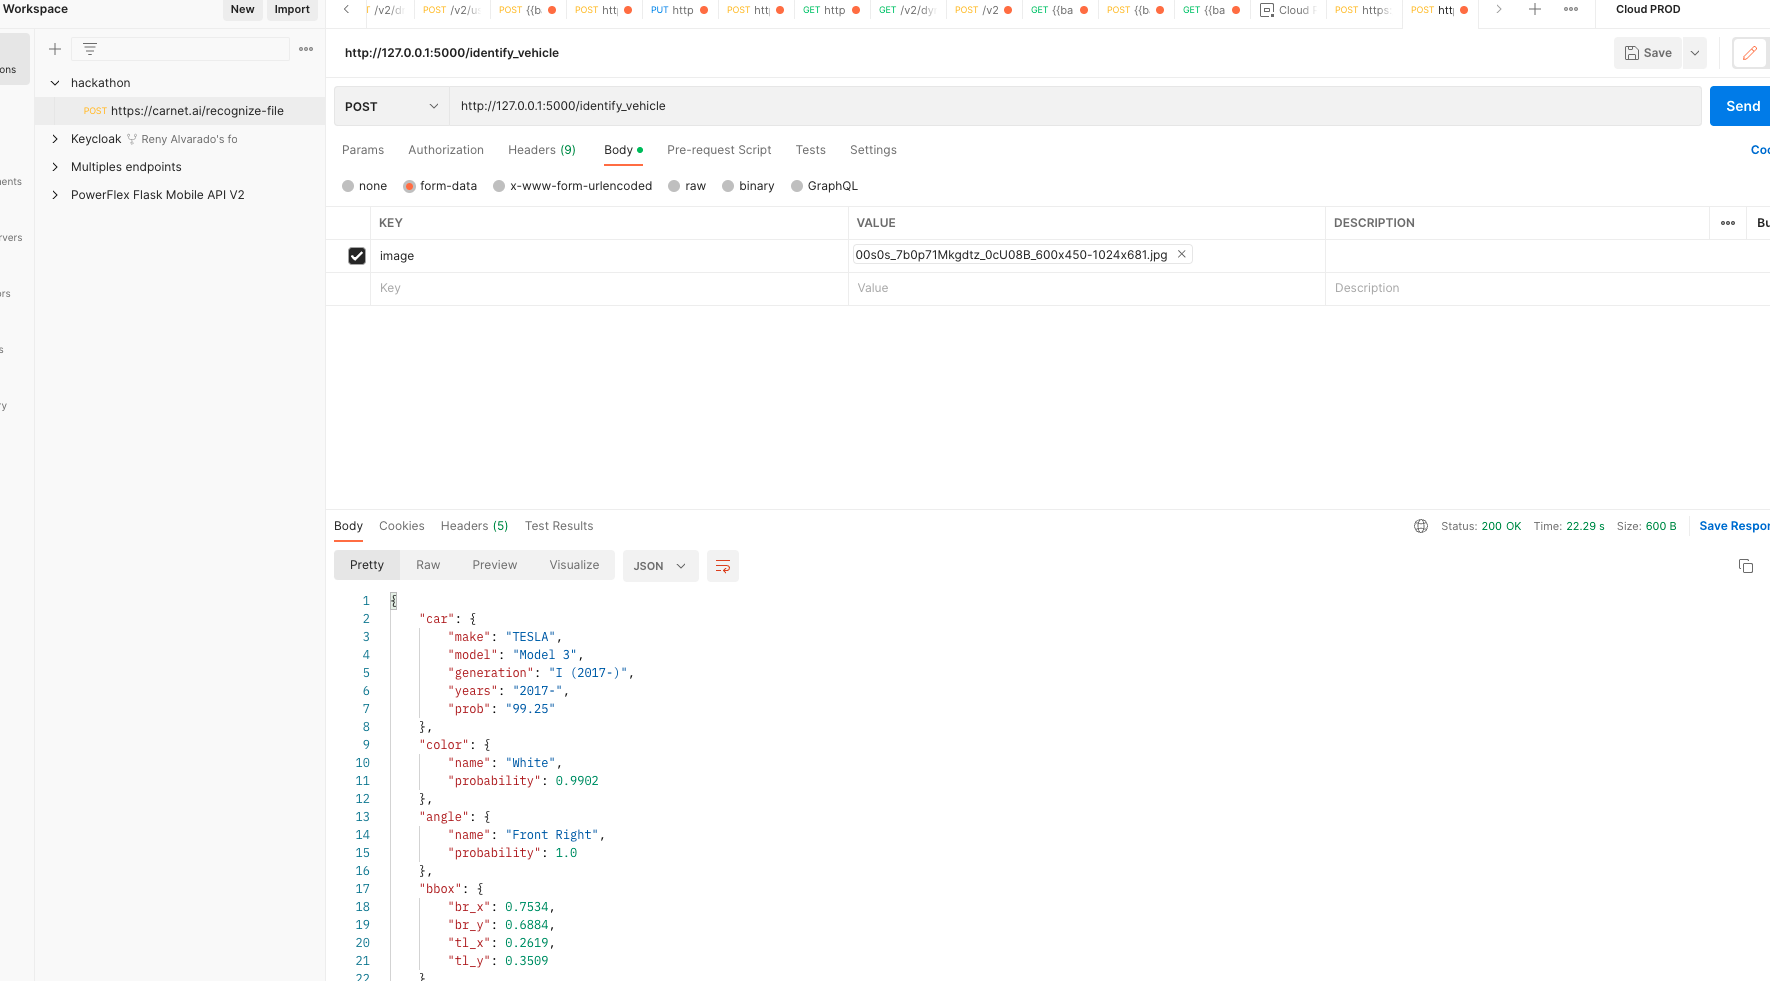 Workspace
New
Import
/v2/d
POST /v2/u
POST {{b
POST htt
PUT http
POST htt
GET http
GET /v2/dy
POST /v2
GET {{ba
POST {{b
GET {{ba
Cloud
POST https
POST htt
Cloud PROD
ons
ents
rvers
ors
s
ry
hackathon
POST https://carnet.ai/recognize-file
Keycloak Reny Alvarado's fo
Multiples endpoints
PowerFlex Flask Mobile API V2
http://127.0.0.1:5000/identify_vehicle
Save
POST http://127.0.0.1:5000/identify_vehicle
Send
Params Authorization Headers (9) Body Pre-request Script Tests Settings
Coo
none form-data x-www-form-urlencoded raw binary GraphQL
KEY VALUE DESCRIPTION
Bu
image 00s0s_7b0p71Mkgdtz_0cU08B_600x450-1024x681.jpg
Key Value Description
Body Cookies Headers (5) Test Results
Status: 200 OK Time: 22.29 s Size: 600 B Save Respor
Pretty Raw Preview Visualize JSON
1 {
2 "car": {
3 "make": "TESLA",
4 "model": "Model 3",
5 "generation": "I (2017-)",
6 "years": "2017-",
7 "prob": "99.25"
8 },
9 "color": {
10 "name": "White",
11 "probability": 0.9902
12 },
13 "angle": {
14 "name": "Front Right",
15 "probability": 1.0
16 },
17 "bbox": {
18 "br_x": 0.7534,
19 "br_y": 0.6884,
20 "tl_x": 0.2619,
21 "tl_y": 0.3509
22 }